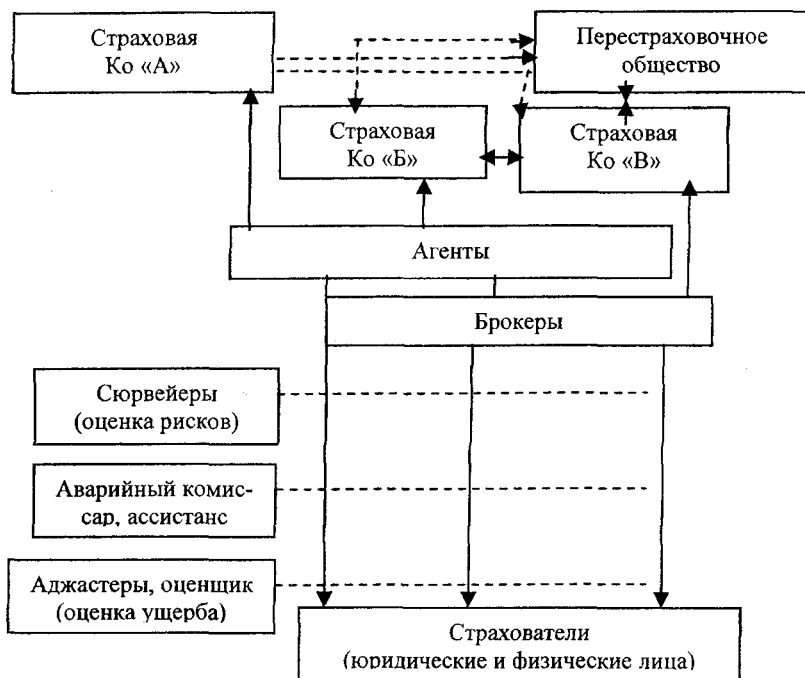 Страховая
Ко «А»
Перестраховочное
общество
Страховая
Ко «Б»
Страховая
Ко «В»
Агенты
Брокеры
Сюрвейеры
(оценка рисков)
Аварийный комис-
сар, ассистанс
Аджастеры, оценщик
(оценка ущерба)
Страхователи
(юридические и физические лица)